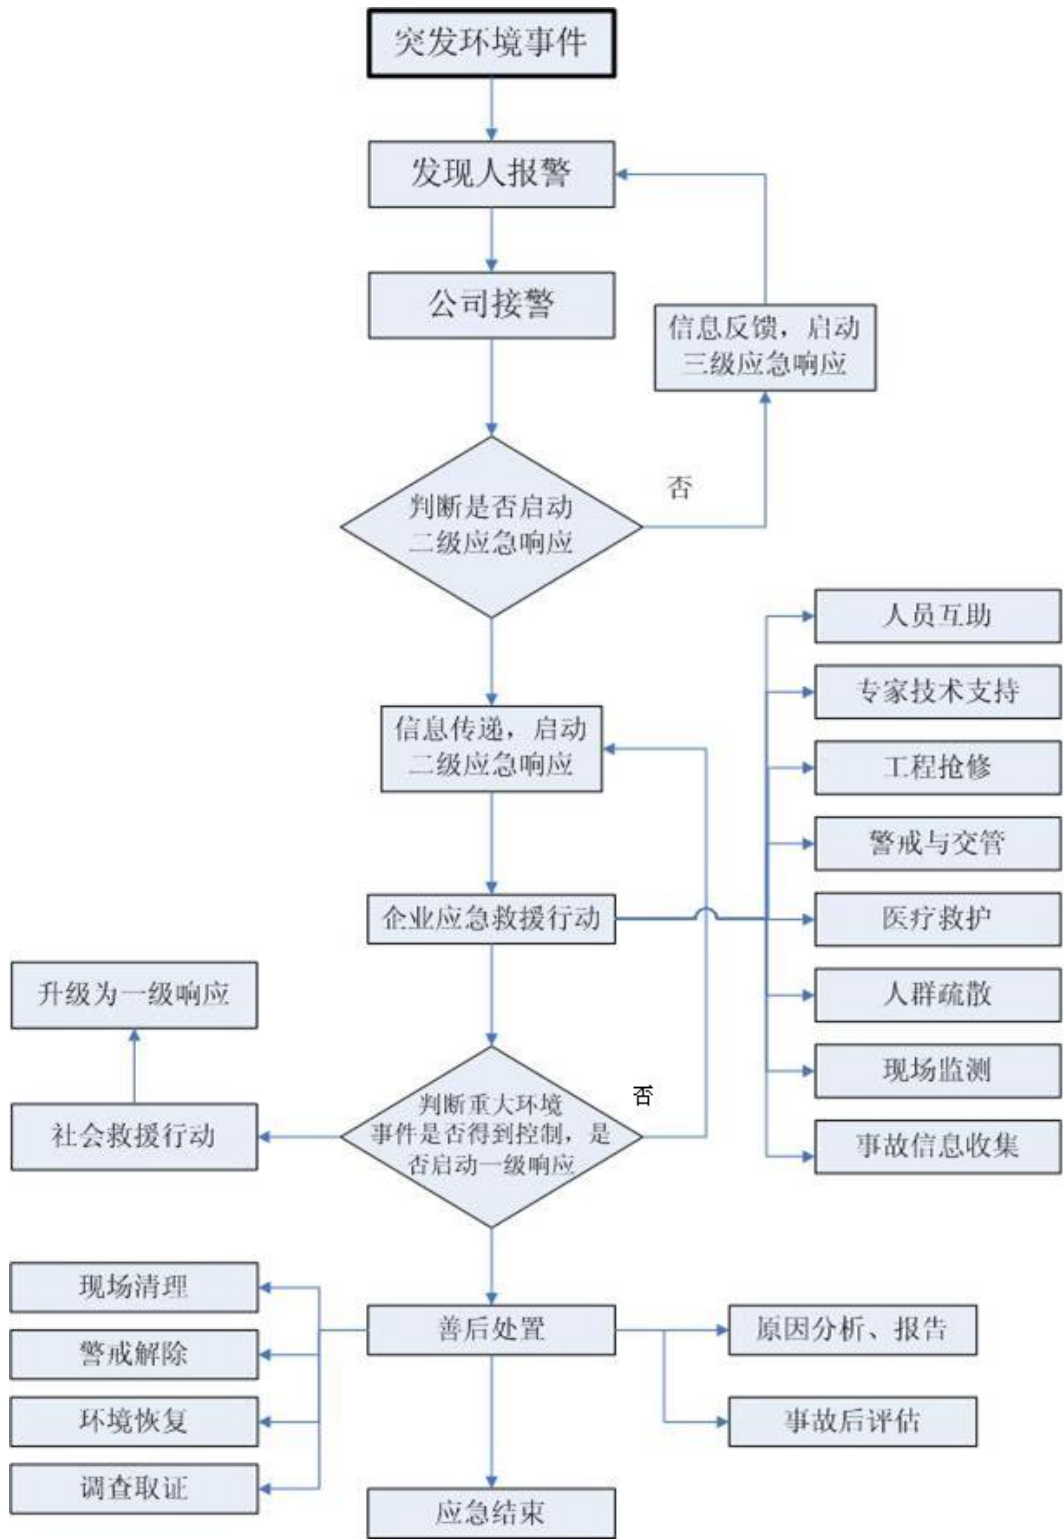 突发环境事件
发现人报警
公司接警
信息反馈，启动
三级应急响应
否
判断是否启动
二级应急响应
人员互助
专家技术支持
信息传递，启动
二级应急响应
工程抢修
警戒与交管
企业应急救援行动
医疗救护
升级为一级响应
人群疏散
现场监测
否
判断重大环境
事件是否得到控制，是
否启动一级响应
社会救援行动
事故信息收集
现场清理
善后处置
原因分析、报告
警戒解除
环境恢复
事故后评估
调查取证
应急结束